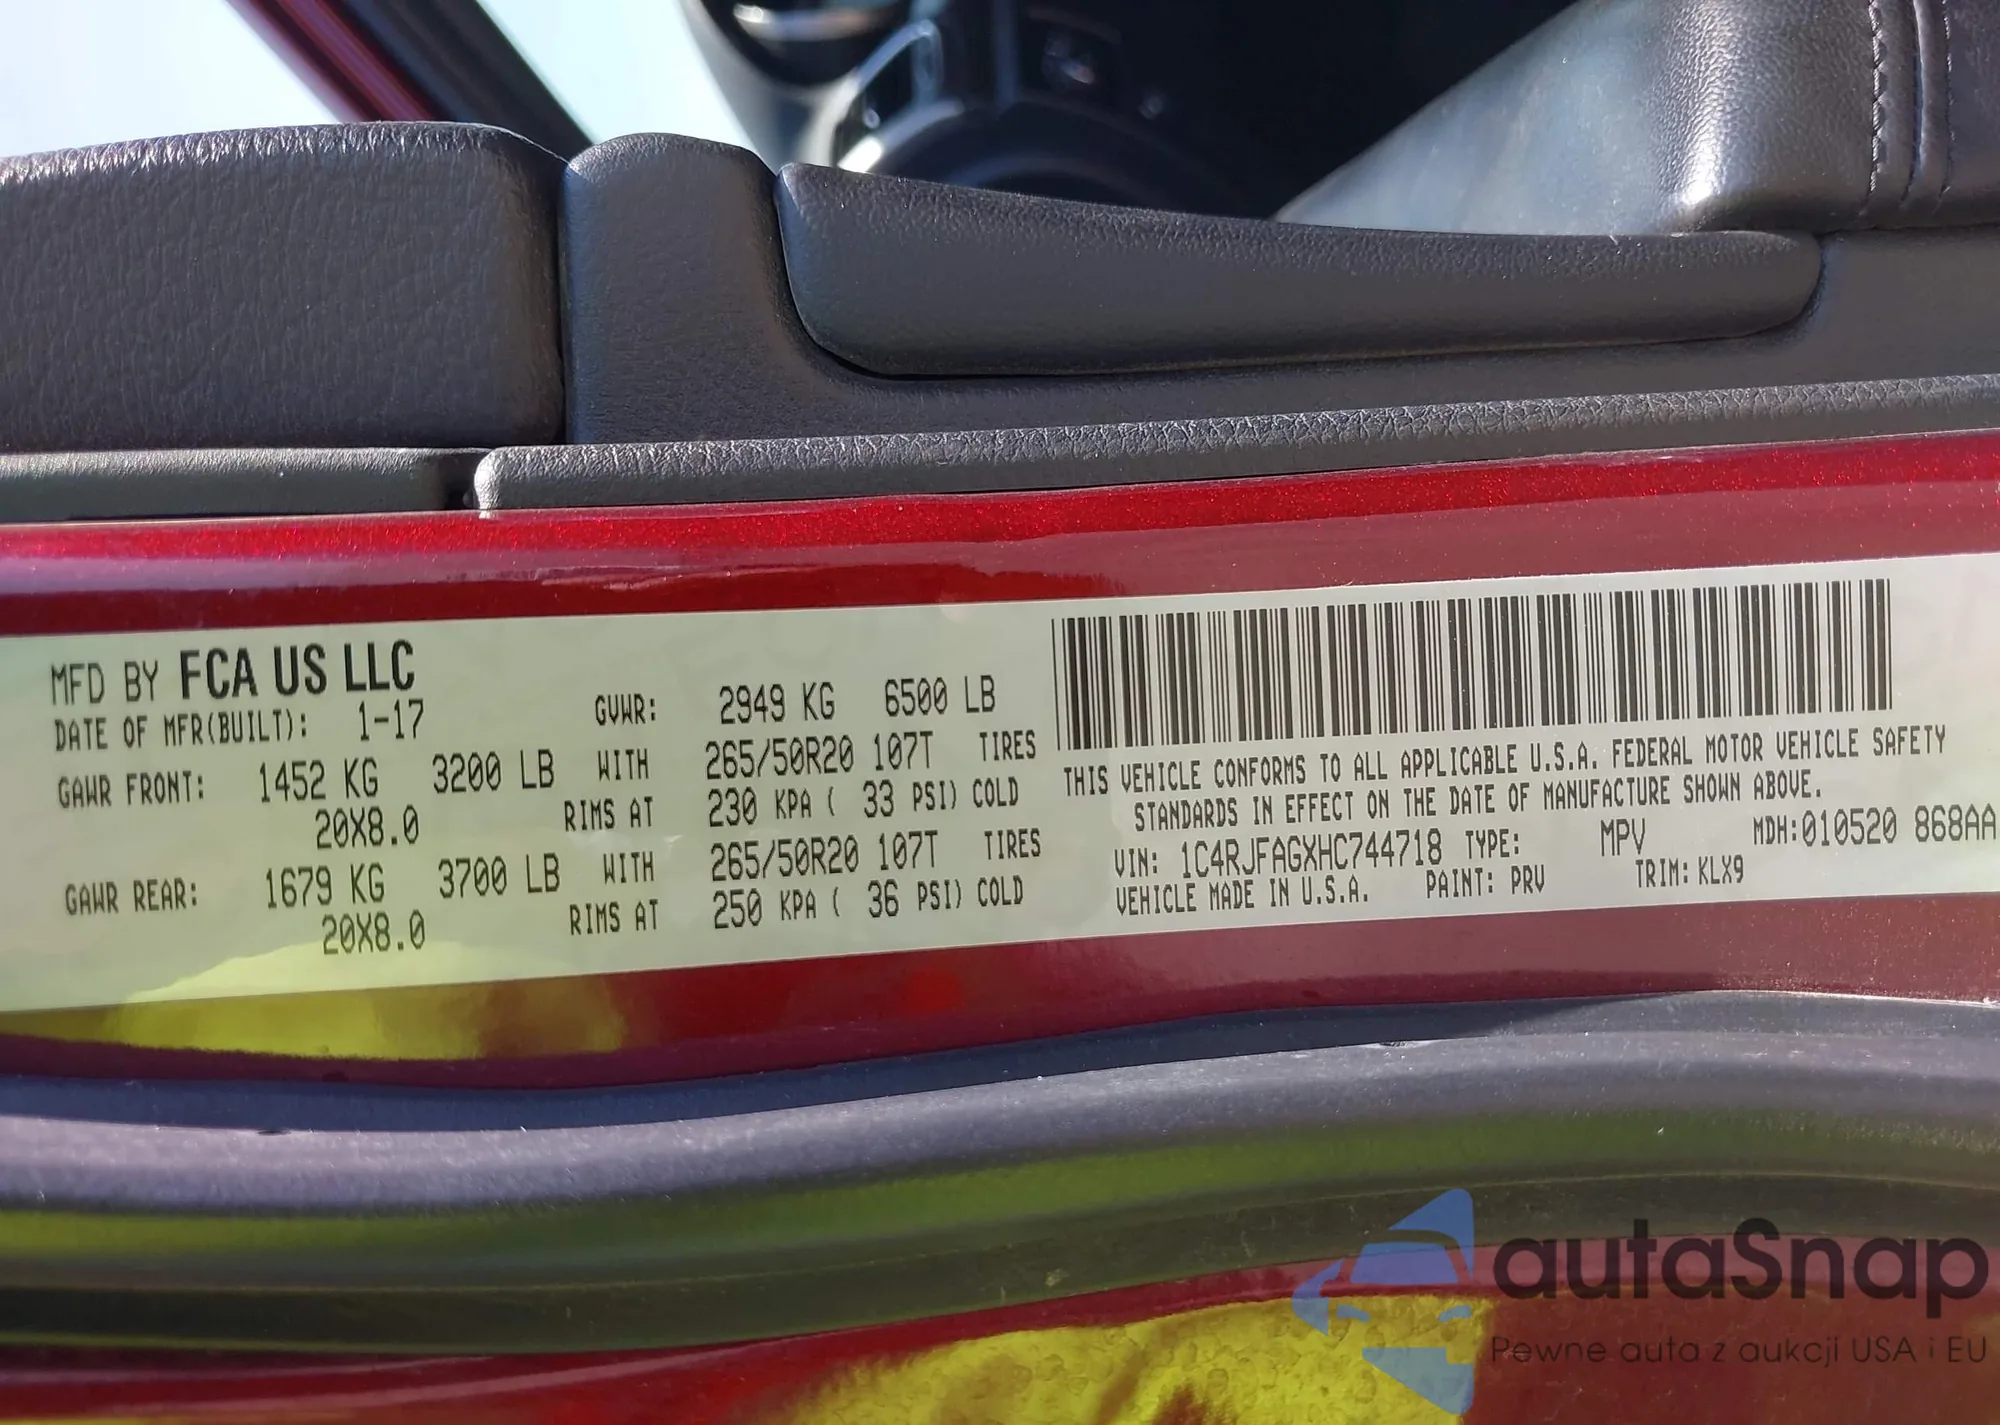 MFD BY FCA US LLC
DATE OF MFR(BUILT): 1-17
GVWR: 2949 KG 6500 LB
GAWR FRONT: 1452 KG 3200 LB WITH 265/50R20 107T TIRES
20X8.0 RIMS AT 230 KPA ( 33 PSI) COLD
GAWR REAR: 1679 KG 3700 LB WITH 265/50R20 107T TIRES
20X8.0 RIMS AT 250 KPA ( 36 PSI) COLD
THIS VEHICLE CONFORMS TO ALL APPLICABLE U.S.A. FEDERAL MOTOR VEHICLE SAFETY
STANDARDS IN EFFECT ON THE DATE OF MANUFACTURE SHOWN ABOVE.
MDH:010520 868AA
VIN: 1C4RJFAGXHC744718 TYPE: MPV
VEHICLE MADE IN U.S.A. PAINT: PRV TRIM: KLX9
autaSnap
Pewne auta z aukcji USA i EU